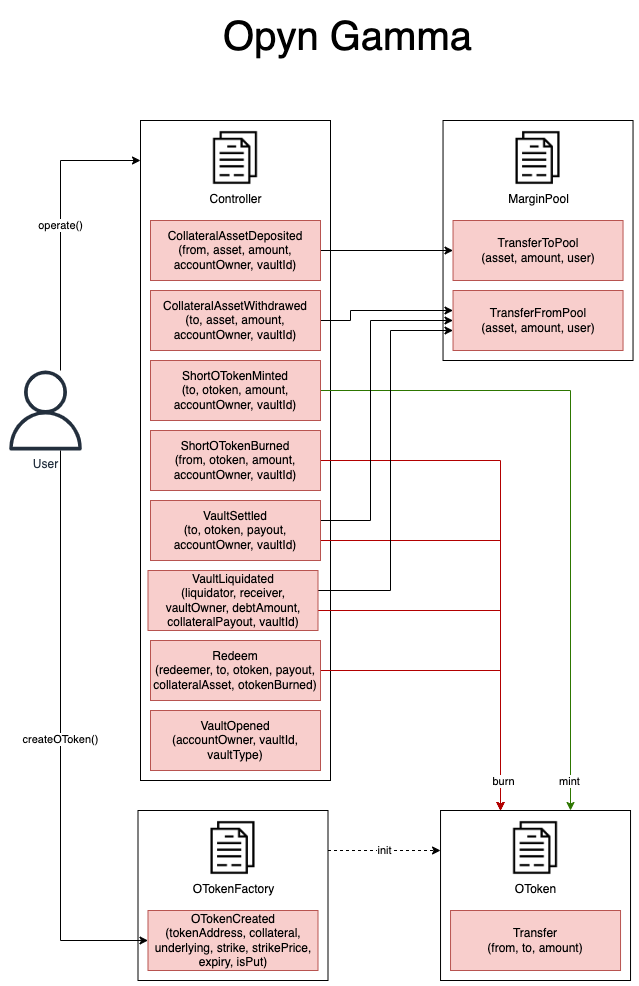 Opyn Gamma
Controller
MarginPool
operate()
CollateralAssetDeposited
(from, asset, amount,
accountOwner, vaultId)
TransferToPool
(asset, amount, user)
CollateralAssetWithdrawed
(to, asset, amount,
accountOwner, vaultId)
TransferFromPool
(asset, amount, user)
ShortOTokenMinted
(to, otoken, amount,
accountOwner, vaultId)
User
ShortOTokenBurned
(from, otoken, amount,
accountOwner, vaultId)
VaultSettled
(to, otoken, payout,
accountOwner, vaultId)
VaultLiquidated
(liquidator, receiver,
vaultOwner, debtAmount,
collateralPayout, vaultId)
Redeem
(redeemer, to, otoken, payout,
collateralAsset, otokenBurned)
VaultOpened
(accountOwner, vaultId,
vaultType)
createOToken()
burn
mint
OTokenFactory
init
OToken
OTokenCreated
(tokenAddress, collateral,
underlying, strike, strikePrice,
expiry, isPut)
Transfer
(from, to, amount)